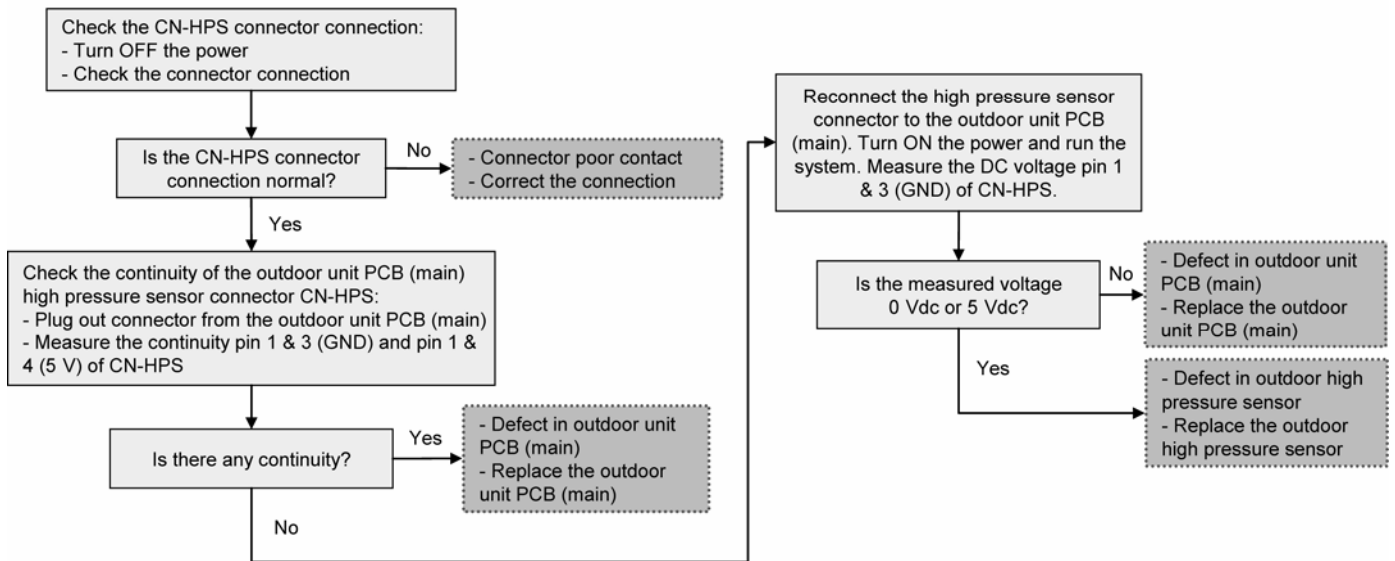 Check the CN-HPS connector connection:
- Turn OFF the power
- Check the connector connection
Is the CN-HPS connector
connection normal?
No
- Connector poor contact
- Correct the connection
Yes
Check the continuity of the outdoor unit PCB (main)
high pressure sensor connector CN-HPS:
- Plug out connector from the outdoor unit PCB (main)
- Measure the continuity pin 1 & 3 (GND) and pin 1 &
4 (5 V) of CN-HPS
Is there any continuity?
Yes
- Defect in outdoor unit
PCB (main)
- Replace the outdoor
unit PCB (main)
No
Reconnect the high pressure sensor
connector to the outdoor unit PCB
(main). Turn ON the power and run the
system. Measure the DC voltage pin 1
& 3 (GND) of CN-HPS.
Is the measured voltage
0 Vdc or 5 Vdc?
No
- Defect in outdoor unit
PCB (main)
- Replace the outdoor
unit PCB (main)
Yes
- Defect in outdoor high
pressure sensor
- Replace the outdoor
high pressure sensor